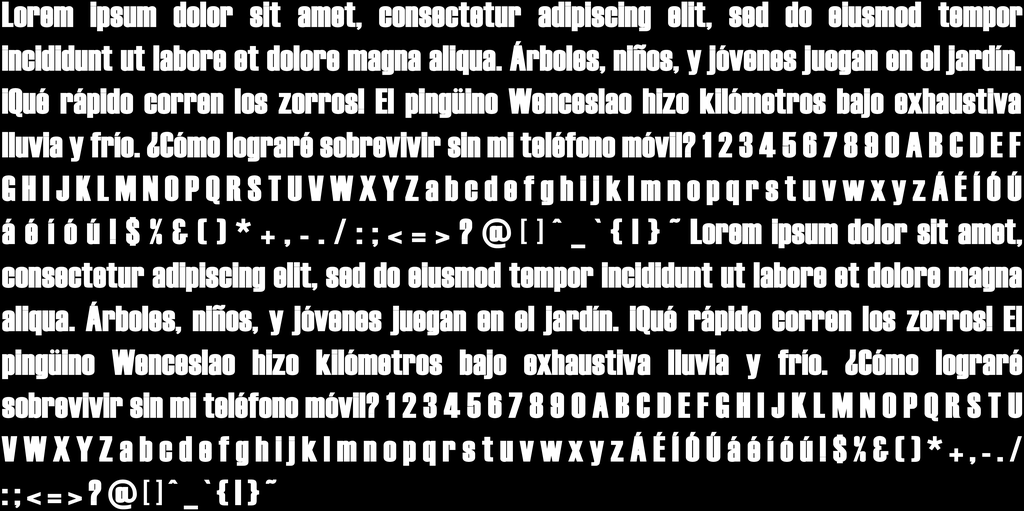 Lorem ipsum dolor sit amet, consectetur adipiscing elit, sed do eiusmod tempor
incididunt ut labore et dolore magna aliqua. Árboles, niños, y jóvenes juegan en el jardín.
¡Qué rápido corren los zorros! El pingüino Wenceslao hizo kilómetros bajo exhaustiva
lluvia y frío. ¿Cómo lograré sobrevivir sin mi teléfono móvil? 1 2 3 4 5 6 7 8 9 0 A B C D E F
G H I J K L M N O P Q R S T U V W X Y Z a b c d e f g h i j k l m n o p q r s t u v w x y z Á É Í Ó Ú
á é í ó ú ! $ % & ( ) * + , - . / : ; < = > ? @ [ ] ^ _ ` { | } ~ Lorem ipsum dolor sit amet,
consectetur adipiscing elit, sed do eiusmod tempor incididunt ut labore et dolore magna
aliqua. Árboles, niños, y jóvenes juegan en el jardín. ¡Qué rápido corren los zorros! El
pingüino Wenceslao hizo kilómetros bajo exhaustiva lluvia y frío. ¿Cómo lograré
sobrevivir sin mi teléfono móvil? 1 2 3 4 5 6 7 8 9 0 A B C D E F G H I J K L M N O P Q R S T U
V W X Y Z a b c d e f g h i j k l m n o p q r s t u v w x y z Á É Í Ó Ú á é í ó ú ! $ % & ( ) * + , - . /
: ; < = > ? @ [ ] ^ _ ` { | } ~